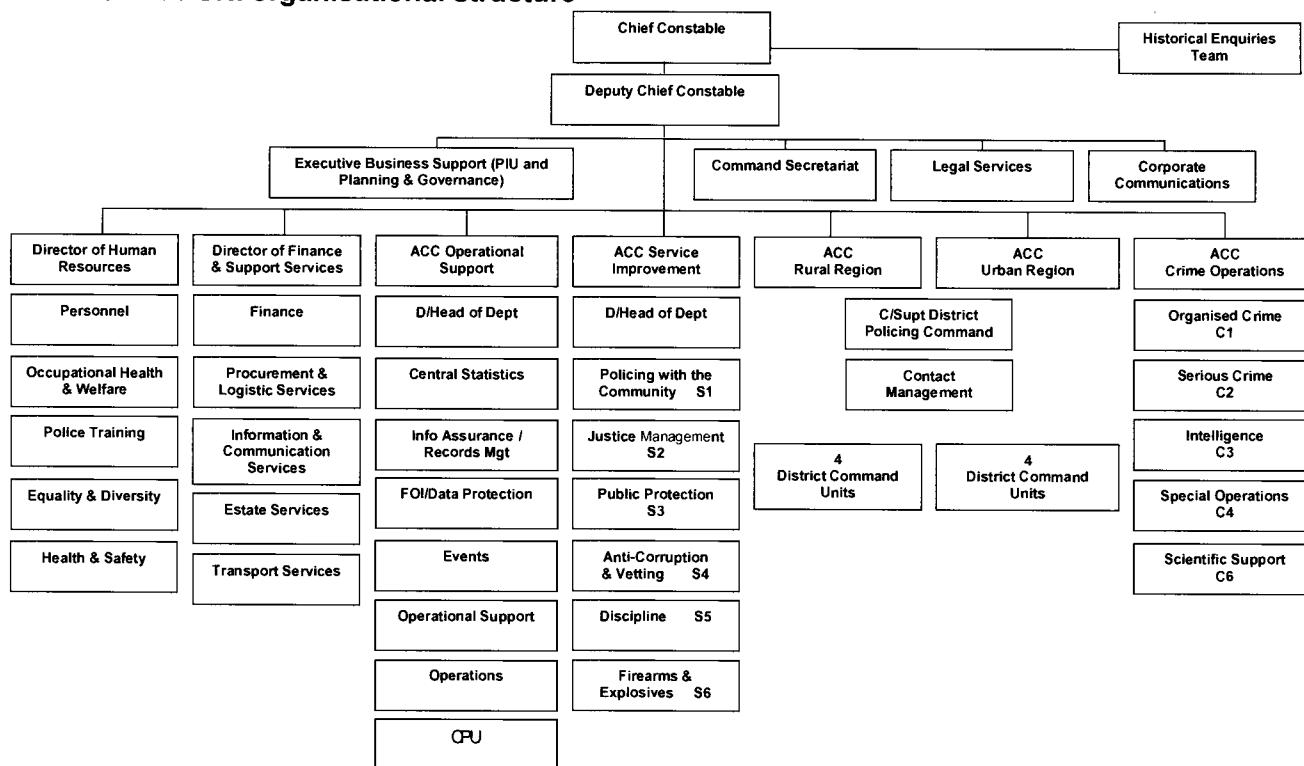 organisational structure
Chief Constable
Historical Enquiries
Team
Deputy Chief Constable
Executive Business Support (PIU and
Planning & Governance)
Command Secretariat
Legal Services
Corporate
Communications
Director of Human
Resources
Personnel
Occupational Health
& Welfare
Police Training
Equality & Diversity
Health & Safety
Director of Finance
& Support Services
Finance
Procurement &
Logistic Services
Information &
Communication
Services
Estate Services
Transport Services
ACC Operational
Support
D/Head of Dept
Central Statistics
Info Assurance /
Records Mgt
FOI/Data Protection
Events
Operational Support
Operations
CPU
ACC Service
Improvement
D/Head of Dept
Policing with the
Community S1
Justice Management
S2
Public Protection
S3
Anti-Corruption
& Vetting S4
Discipline S5
Firearms &
Explosives S6
ACC
Rural Region
ACC
Urban Region
C/Supt District
Policing Command
Contact
Management
4
District Command
Units
4
District Command
Units
ACC
Crime Operations
Organised Crime
C1
Serious Crime
C2
Intelligence
C3
Special Operations
C4
Scientific Support
C6